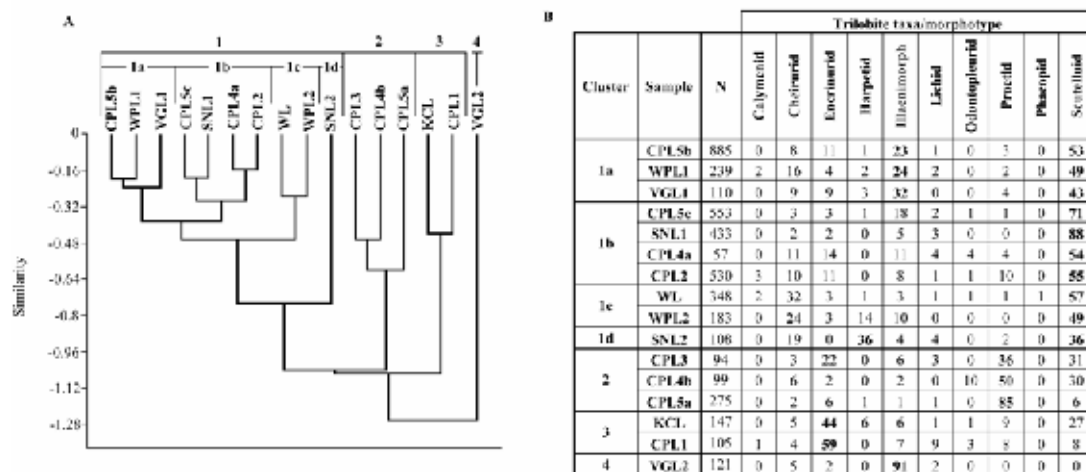 A
1 2 3 4
1a 1b 1c 1d
CPL5b WPL1 VGL1 CPL5c SNL1 CPL4a CPL2 WL WPL2 SNL2 CPL3 CPL4b CPL5a KCL CPL1 VGL2
0
-0.16
-0.32
-0.48
-0.64
-0.8
-0.96
-1.12
-1.28
Similarity
B
Trilobite taxa/morphotype
Cluster Sample N Calymenid Cheirurid Encrinurid Harpetid Illaenimorph Lichid Odontopleurid Proetid Phacopid Scutelluid
1a CPL5b 885 0 8 11 1 23 1 0 3 0 53
WPL1 239 2 16 4 2 24 2 0 2 0 49
VGL1 110 0 9 9 3 32 0 0 4 0 43
1b CPL5c 553 0 3 3 1 18 2 1 1 0 71
SNL1 433 0 2 2 0 5 3 0 0 0 88
CPL4a 57 0 11 14 0 11 4 4 4 0 54
CPL2 530 3 10 11 0 8 1 1 10 0 55
1c WL 348 2 32 3 1 3 1 1 1 1 57
WPL2 183 0 24 3 14 10 0 0 0 0 49
1d SNL2 108 0 19 0 36 4 4 0 2 0 36
2 CPL3 94 0 3 22 0 6 3 0 36 0 31
CPL4b 99 0 6 2 0 2 0 10 50 0 30
CPL5a 275 0 2 6 1 1 1 0 85 0 6
3 KCL 147 0 5 44 6 6 1 1 9 0 27
CPL1 105 1 4 59 0 7 9 3 8 0 8
4 VGL2 121 0 5 2 0 91 2 0 0 0 0